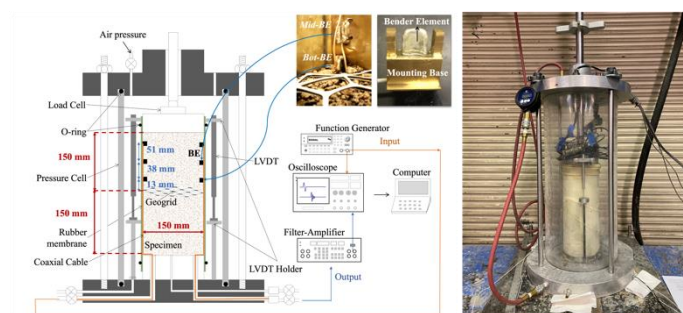 Air pressure
Load Cell
O-ring
150 mm
Pressure Cell
150 mm
Rubber
membrane
Coaxial Cable
51 mm
38 mm
13 mm
Geogrid
150 mm
Specimen
BE
LVDT
LVDT Holder
Mid-BE
Bot-BE
Bender Element
Mounting Base
Function Generator
Input
Oscilloscope
Computer
Filter-Amplifier
Output